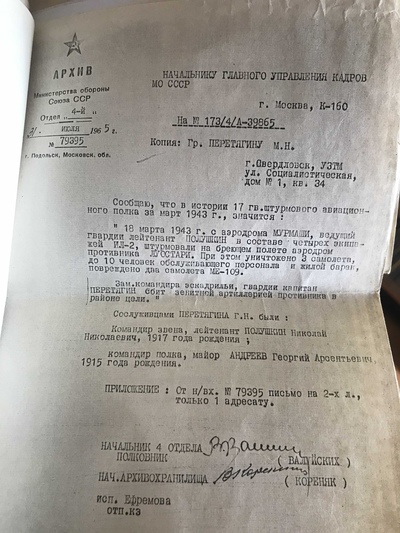 АРХИВ
Министерства обороны
Союза ССР
Отдел „ 4-й „
31 июля 1965 г.
№ 79395
г. Подольск, Московск. обл.
НАЧАЛЬНИКУ ГЛАВНОГО УПРАВЛЕНИЯ КАДРОВ
МО СССР
г. Москва, К-160
На № 173/4/А-39865
Копия: Гр. ПЕРЕТЯГИНУ М.Н.
г.Свердловск, УЗТМ
ул. Социалистическая,
дом № 1, кв. 34
Сообщаю, что в истории 17 гв.штурмового авиацион-
ного полка за март 1943 г., значится :
" 18 марта 1943 г. с аэродрома МУРМАШИ, ведущий
гвардии лейтенант ПОЛУШКИН в составе четырех экипа-
жей ИЛ-2, штурмовали на бреющем полете аэродром
противника ЛУОСТАРИ. При этом уничтожено 3 самолета,
до 10 человек обслуживающего персонала и жилой барак,
повреждено два самолета МЕ-109.
Зам.командира эскадрильи, гвардии капитан
ПЕРЕТЯГИН сбит зенитной артиллерией противника в
районе цели. "
Сослуживцами ПЕРЕТЯГИНА Г.Н. были :
Командир звена, лейтенант ПОЛУШКИН Николай
Николаевич, 1917 года рождения ;
командир полка, майор АНДРЕЕВ Георгий Арсентьевич,
1915 года рождения.
ПРИЛОЖЕНИЕ : От н/вх. № 79395 письмо на 2-х л.,
только 1 адресату.
НАЧАЛЬНИК 4 ОТДЕЛА
ПОЛКОВНИК ( ВАЛУЙСКИХ )
НАЧ.АРХИВОХРАНИЛИЩА ( КОРЕНЯК )
исп. Ефремова
отп.кз